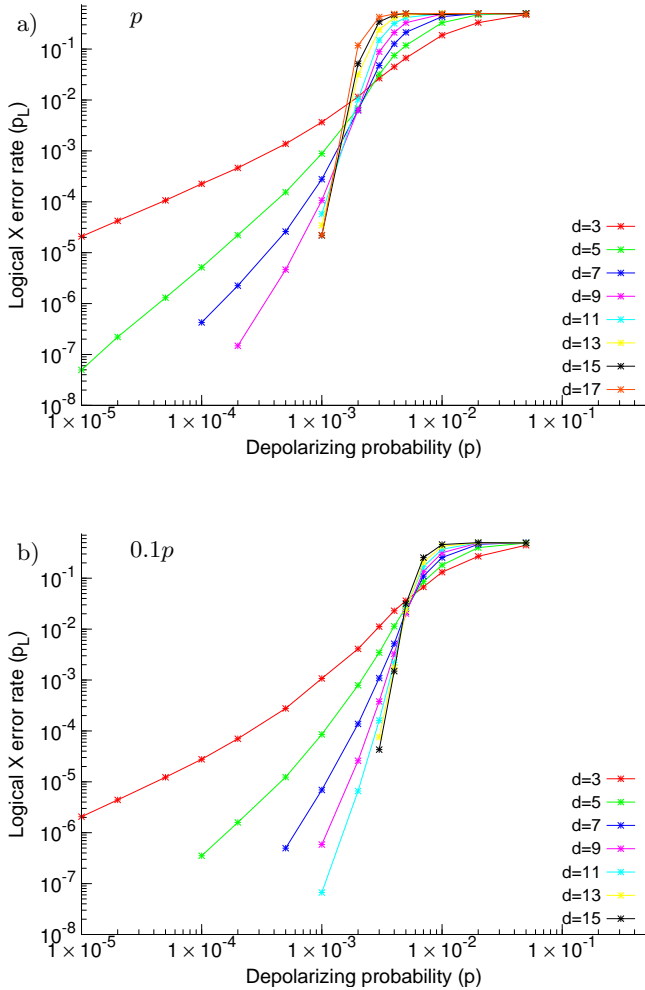 a)
p
10⁻¹
10⁻²
10⁻³
10⁻⁴
10⁻⁵
10⁻⁶
10⁻⁷
10⁻⁸
Logical X error rate (p_L)
d=3
d=5
d=7
d=9
d=11
d=13
d=15
d=17
1 × 10⁻⁵ 1 × 10⁻⁴ 1 × 10⁻³ 1 × 10⁻² 1 × 10⁻¹
Depolarizing probability (p)
b)
0.1p
10⁻¹
10⁻²
10⁻³
10⁻⁴
10⁻⁵
10⁻⁶
10⁻⁷
10⁻⁸
Logical X error rate (p_L)
d=3
d=5
d=7
d=9
d=11
d=13
d=15
1 × 10⁻⁵ 1 × 10⁻⁴ 1 × 10⁻³ 1 × 10⁻² 1 × 10⁻¹
Depolarizing probability (p)